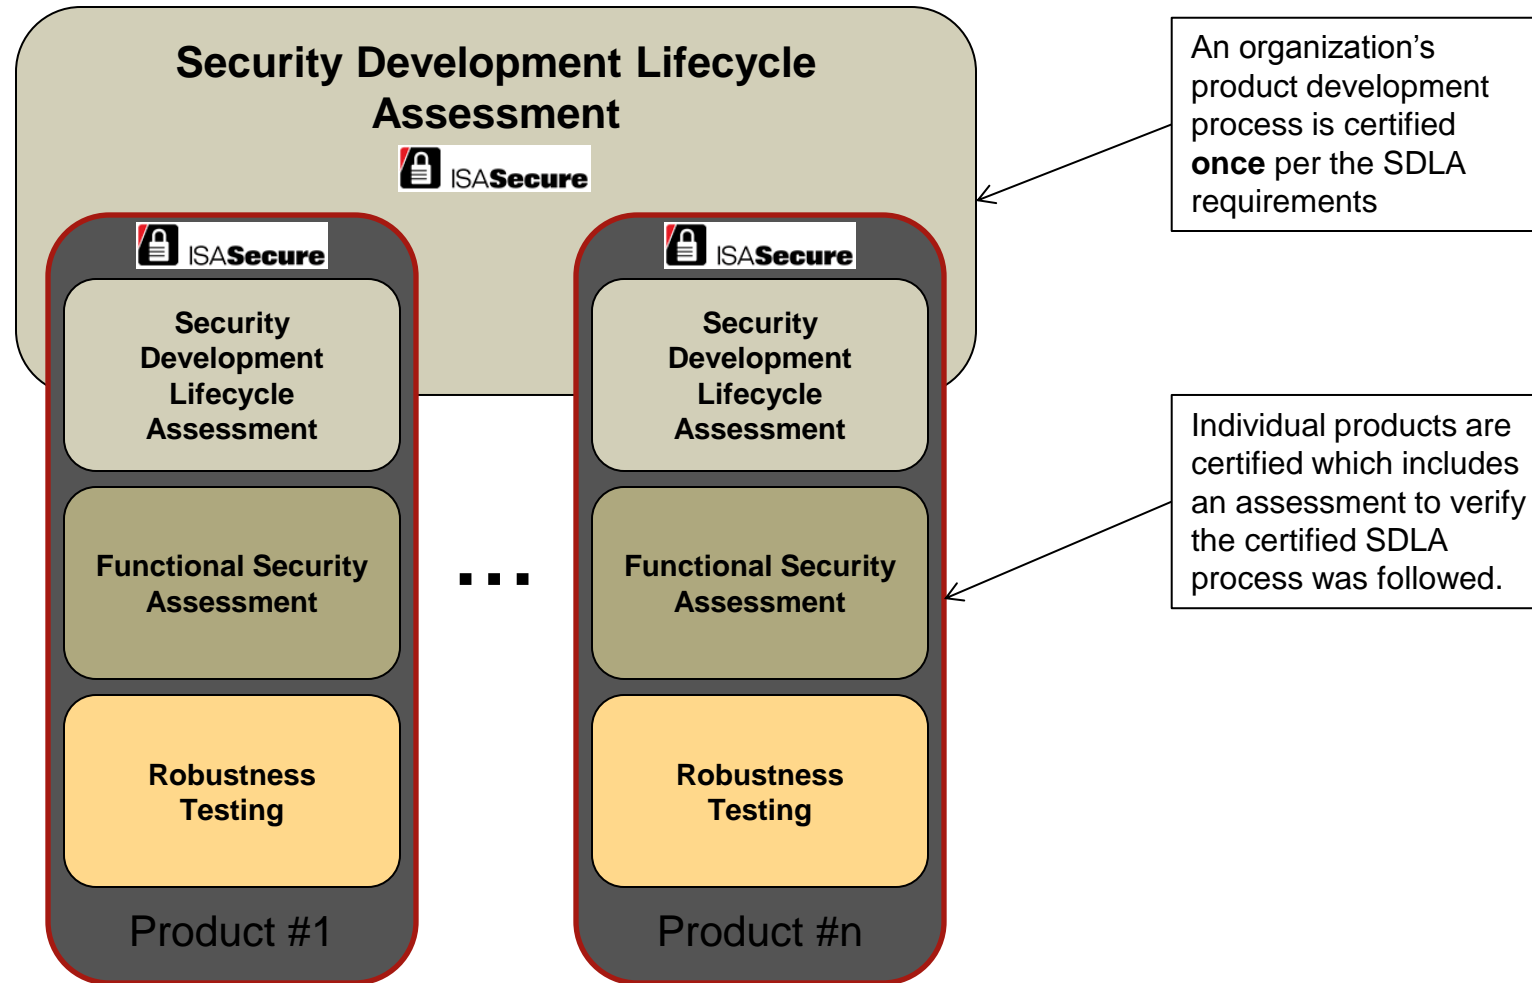 Security Development Lifecycle
Assessment
ISASecure
An organization’s
product development
process is certified
once per the SDLA
requirements
ISASecure
Security
Development
Lifecycle
Assessment
Functional Security
Assessment
Robustness
Testing
Product #1
...
ISASecure
Security
Development
Lifecycle
Assessment
Functional Security
Assessment
Robustness
Testing
Product #n
Individual products are
certified which includes
an assessment to verify
the certified SDLA
process was followed.